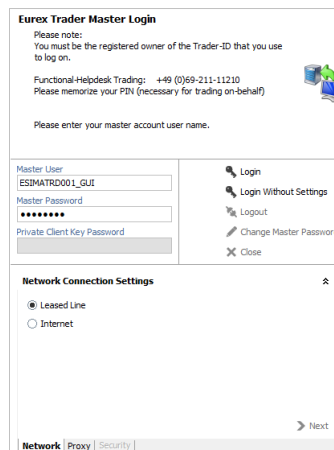 Eurex Trader Master Login
Please note:
You must be the registered owner of the Trader-ID that you use
to log on.
Functional-Helpdesk Trading: +49 (0)69-211-11210
Please memorize your PIN (necessary for trading on-behalf)
Please enter your master account user name.
Master User
ESIMATRD001_GUI
Master Password
Private Client Key Password
Login
Login Without Settings
Logout
Change Master Passwor
Close
Network Connection Settings
Leased Line
Internet
Next
Network Proxy Security